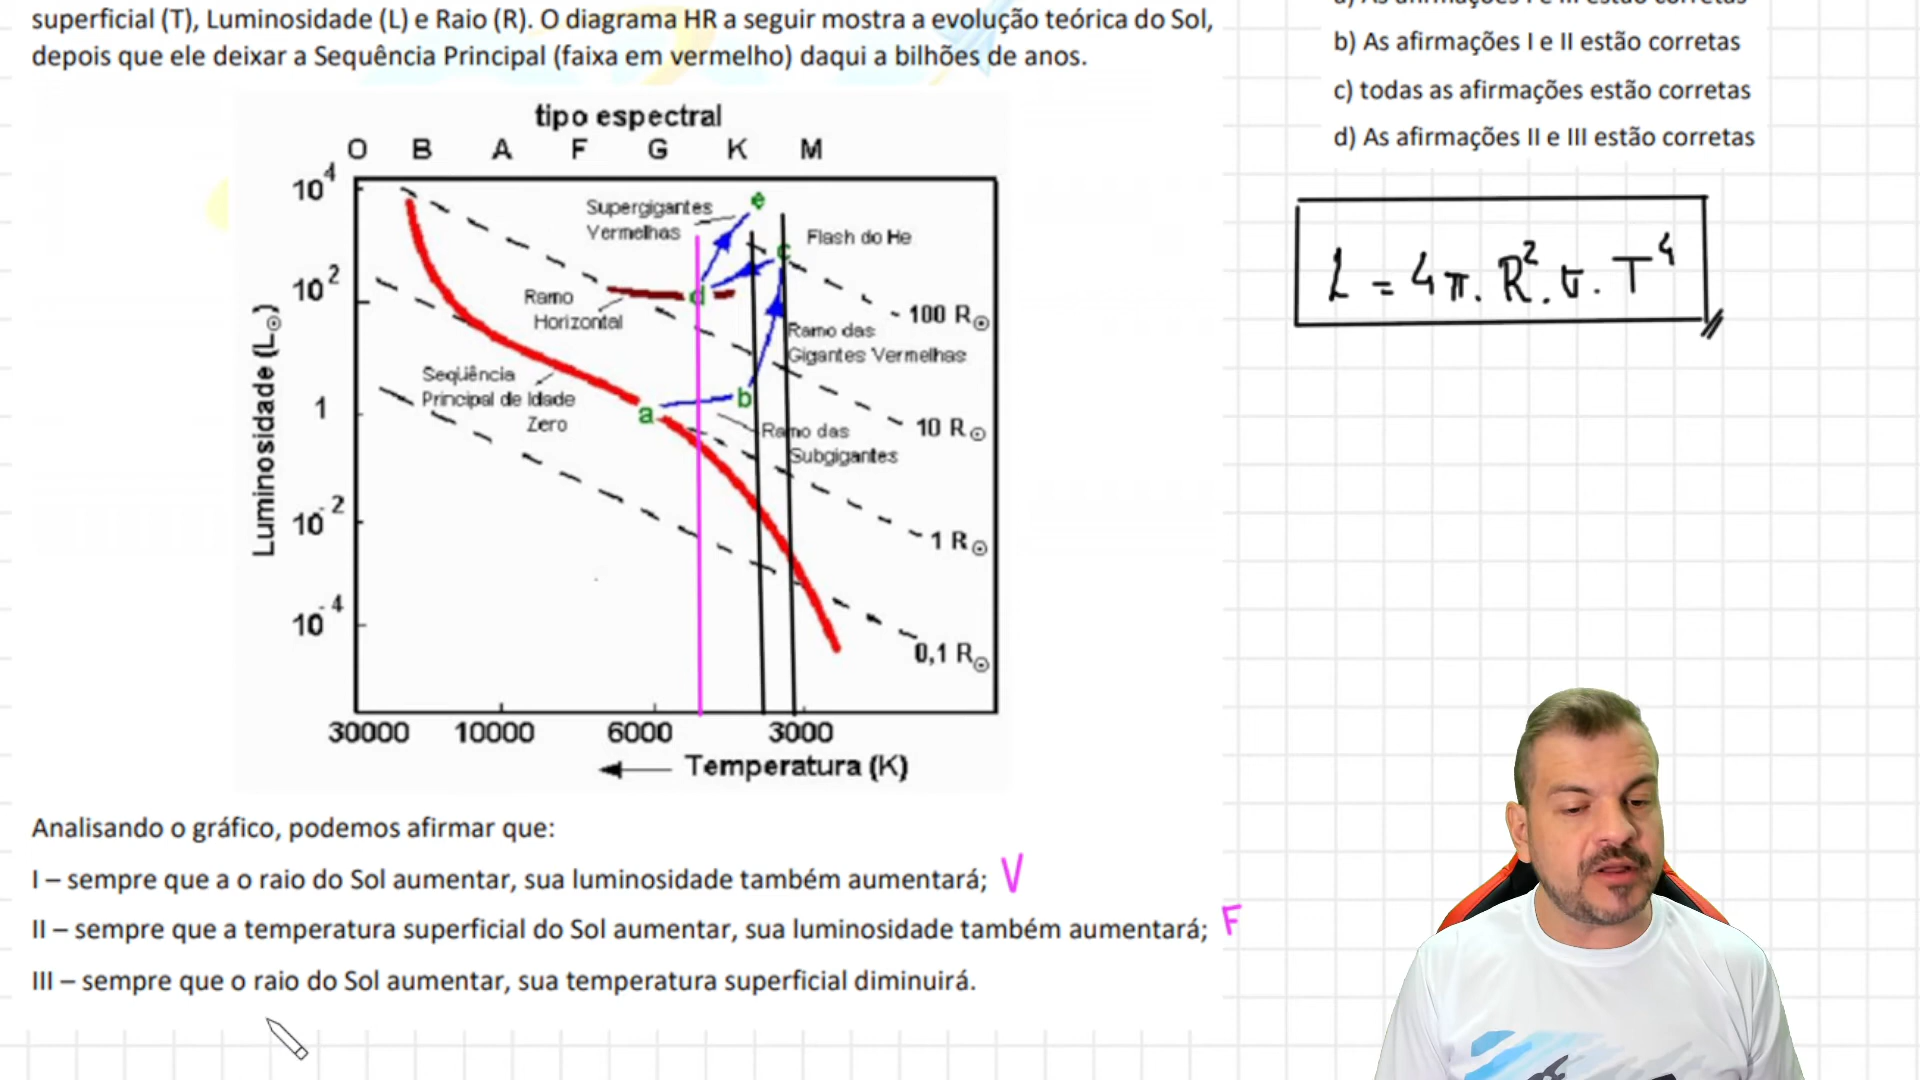 superficial (T), Luminosidade (L) e Raio (R). O diagrama HR a seguir mostra a evolução teórica do Sol,
depois que ele deixar a Sequência Principal (faixa em vermelho) daqui a bilhões de anos.
tipo espectral
O B A F G K M
10^4
10^2
1
10^-2
10^-4
Luminosidade (L☉)
Supergigantes
Vermelhas
e
c
Flash do He
Ramo
Horizontal
d
100 R☉
Ramo das
Gigantes Vermelhas
Seqüência
Principal de Idade
Zero
a
b
10 R☉
Ramo das
Subgigantes
1 R☉
0,1 R☉
30000 10000 6000 3000
Temperatura (K)
Analisando o gráfico, podemos afirmar que:
I – sempre que a o raio do Sol aumentar, sua luminosidade também aumentará; V
II – sempre que a temperatura superficial do Sol aumentar, sua luminosidade também aumentará; F
III – sempre que o raio do Sol aumentar, sua temperatura superficial diminuirá.
a) As afirmações I e III estão corretas
b) As afirmações I e II estão corretas
c) todas as afirmações estão corretas
d) As afirmações II e III estão corretas
L = 4π. R². σ. T⁴